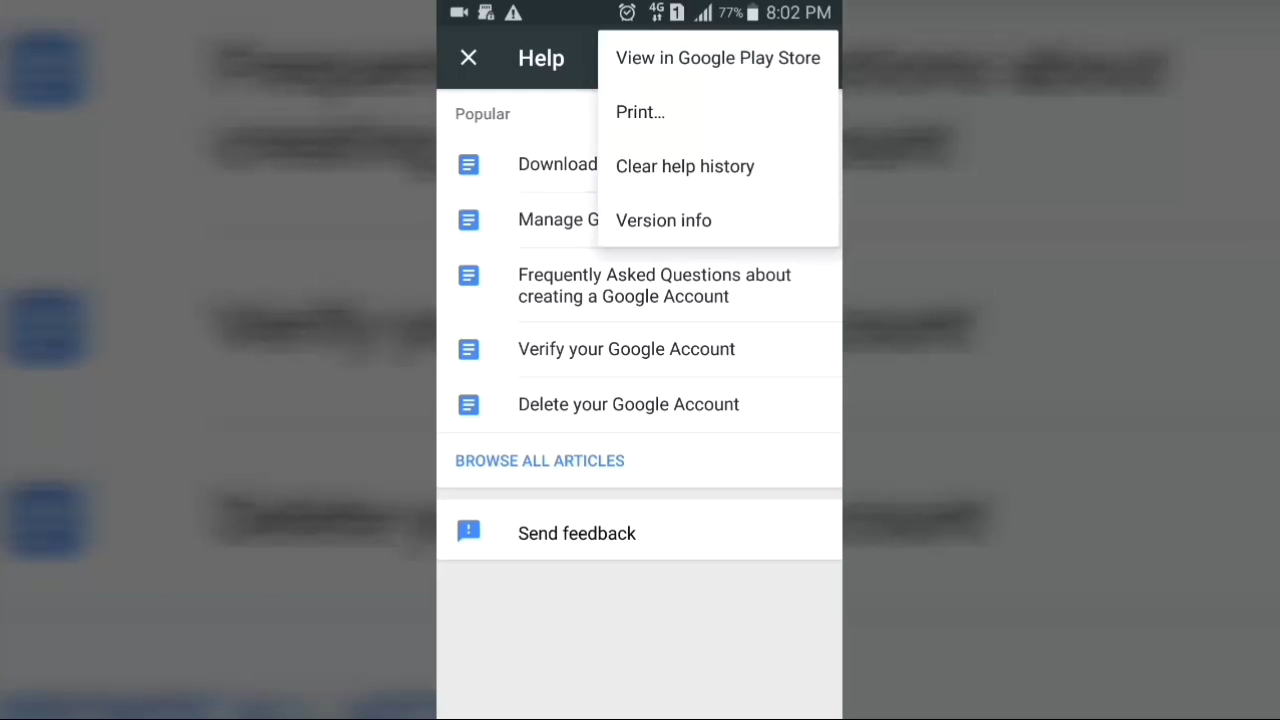 4G 1 77% 8:02 PM
Help
View in Google Play Store
Print...
Clear help history
Version info
Popular
Download
Manage G
Frequently Asked Questions about
creating a Google Account
Verify your Google Account
Delete your Google Account
BROWSE ALL ARTICLES
Send feedback